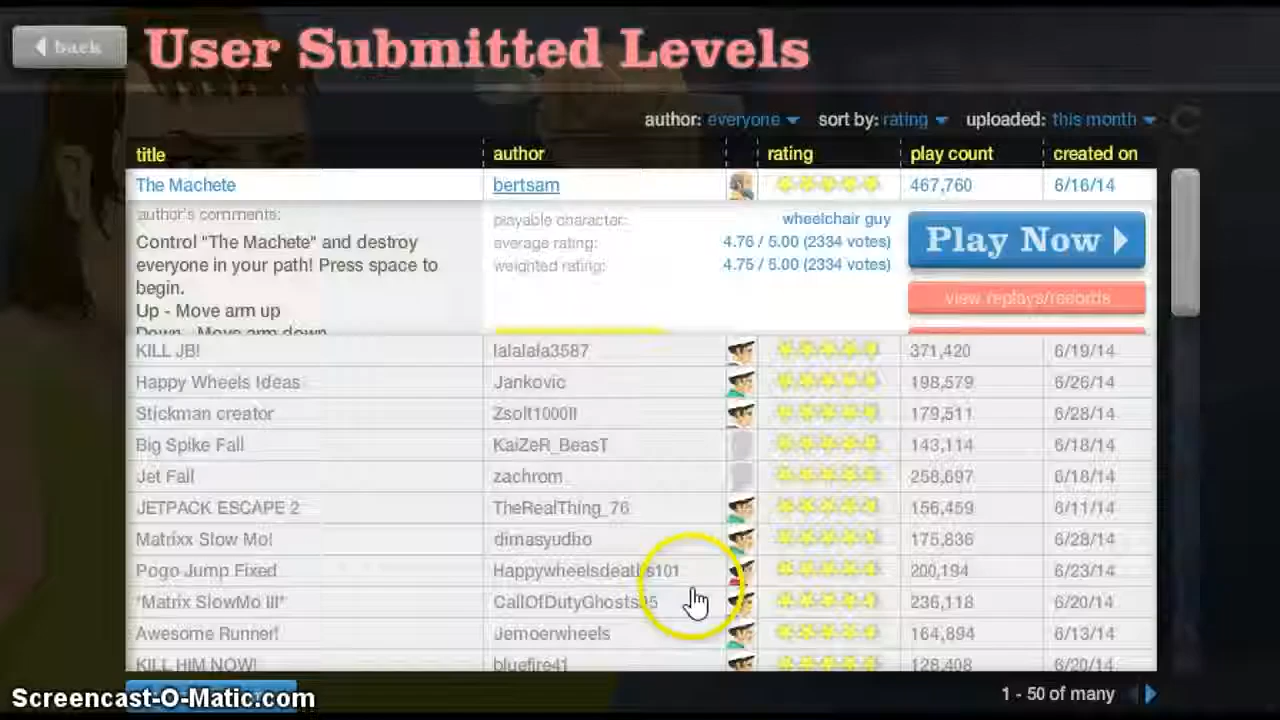 back
User Submitted Levels
author: everyone sort by: rating uploaded: this month
title author rating play count created on
The Machete bertsam 467,760 6/16/14
author's comments:
Control "The Machete" and destroy
everyone in your path! Press space to
begin.
Up - Move arm up
Down - Move arm down
playable character: wheelchair guy
average rating: 4.76 / 5.00 (2334 votes)
weighted rating: 4.75 / 5.00 (2334 votes)
Play Now
view replays/records
KILL JB! lalalala3587 371,420 6/19/14
Happy Wheels Ideas Jankovic 198,579 6/26/14
Stickman creator Zsolt1000ll 179,511 6/28/14
Big Spike Fall KaiZeR_BeasT 143,114 6/18/14
Jet Fall zachrom 258,697 6/18/14
JETPACK ESCAPE 2 TheRealThing_76 156,459 6/11/14
Matrixx Slow Mo! dimasyudho 175,836 6/28/14
Pogo Jump Fixed Happywheelsdeaths101 200,194 6/23/14
*Matrix SlowMo III* 236,118 6/20/14
Awesome Runner! Jemoerwheels 164,894 6/13/14
KILL HIM NOW! bluefire41 128,408 6/20/14
Screencast-O-Matic.com
1 - 50 of many